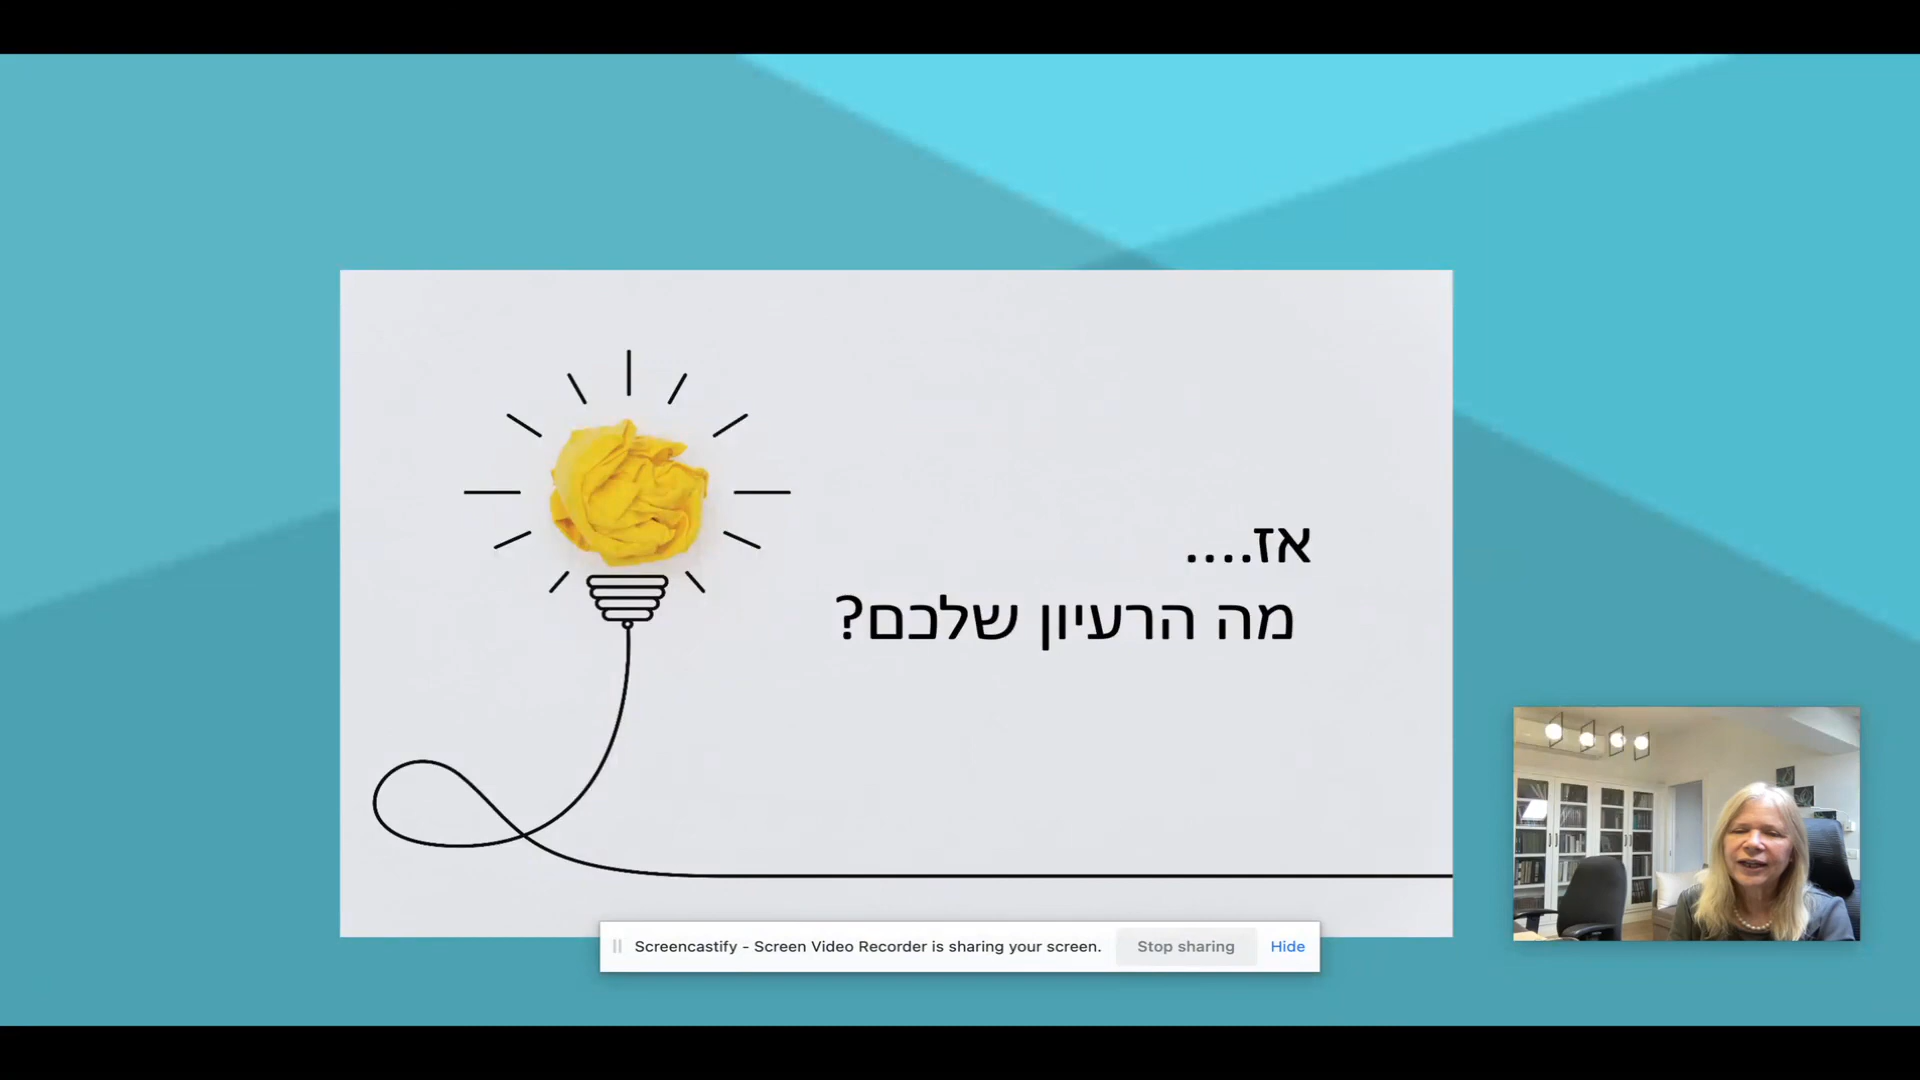 אז....
מה הרעיון שלכם?
Screencastify - Screen Video Recorder is sharing your screen.
Stop sharing
Hide